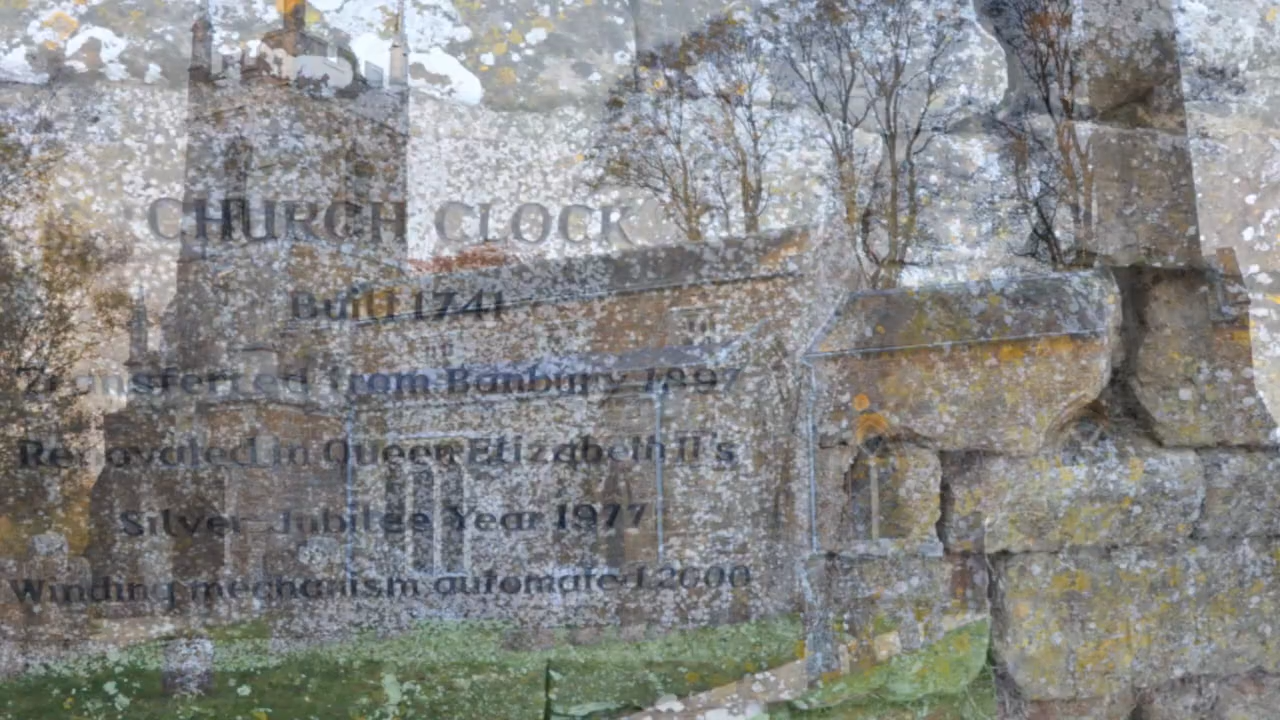 CHURCH CLOCK
Built 1741
Transferred from Banbury 1897
Renovated in Queen Elizabeth II's
Silver Jubilee Year 1977
Winding mechanism automated 2000